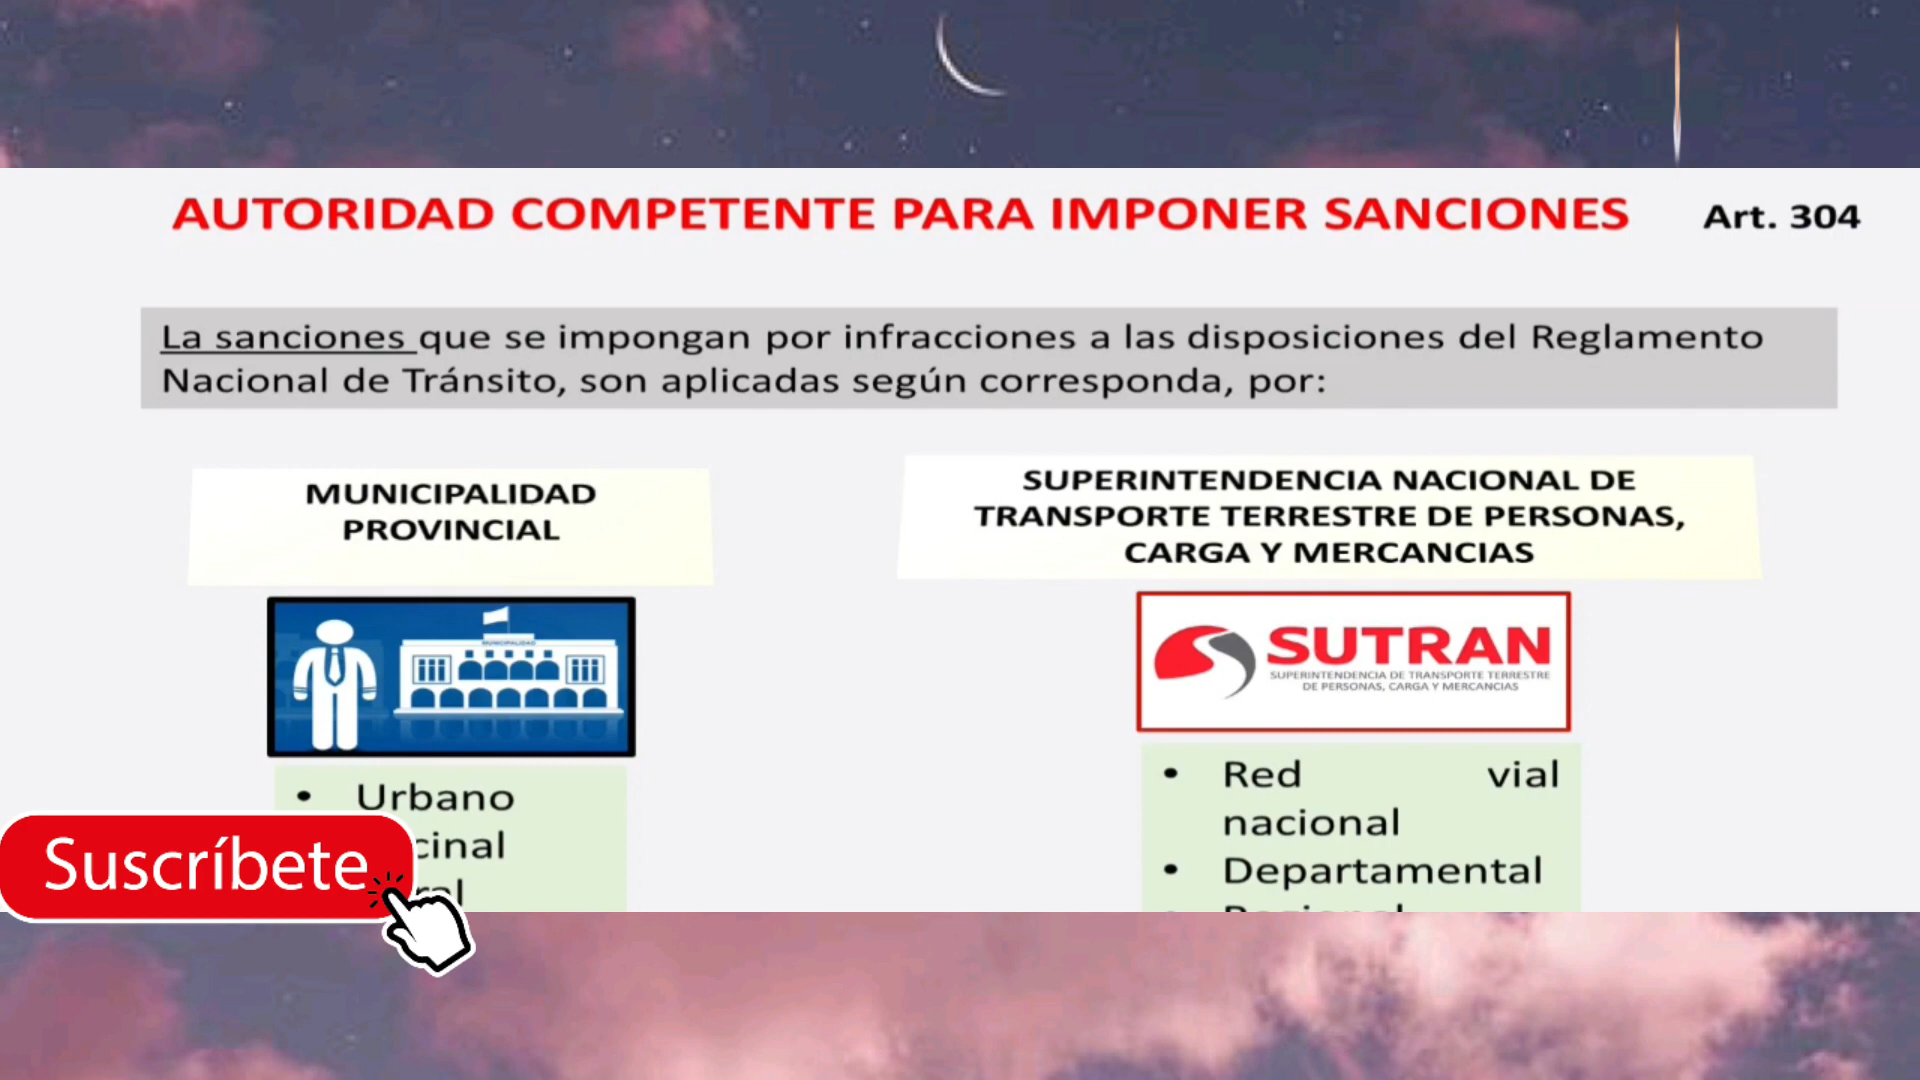 AUTORIDAD COMPETENTE PARA IMPONER SANCIONES Art. 304
La sanciones que se impongan por infracciones a las disposiciones del Reglamento
Nacional de Tránsito, son aplicadas según corresponda, por:
MUNICIPALIDAD
PROVINCIAL
SUPERINTENDENCIA NACIONAL DE
TRANSPORTE TERRESTRE DE PERSONAS,
CARGA Y MERCANCIAS
MUNICIPALIDAD
SUTRAN
SUPERINTENDENCIA DE TRANSPORTE TERRESTRE
DE PERSONAS, CARGA Y MERCANCIAS
• Urbano
• Red vial
nacional
• Departamental
Suscríbete